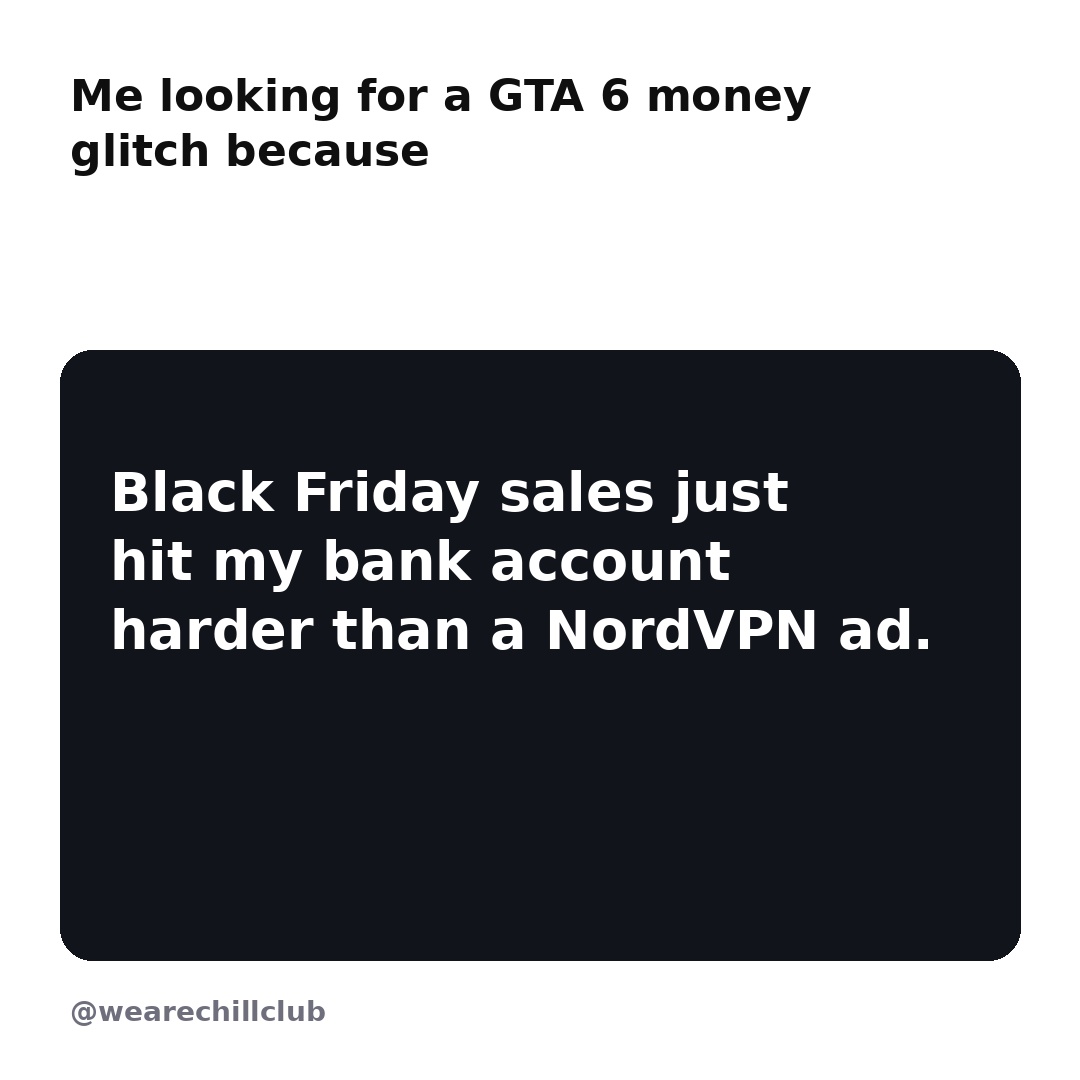 Me looking for a GTA 6 money
glitch because
Black Friday sales just
hit my bank account
harder than a NordVPN ad.
@wearechillclub